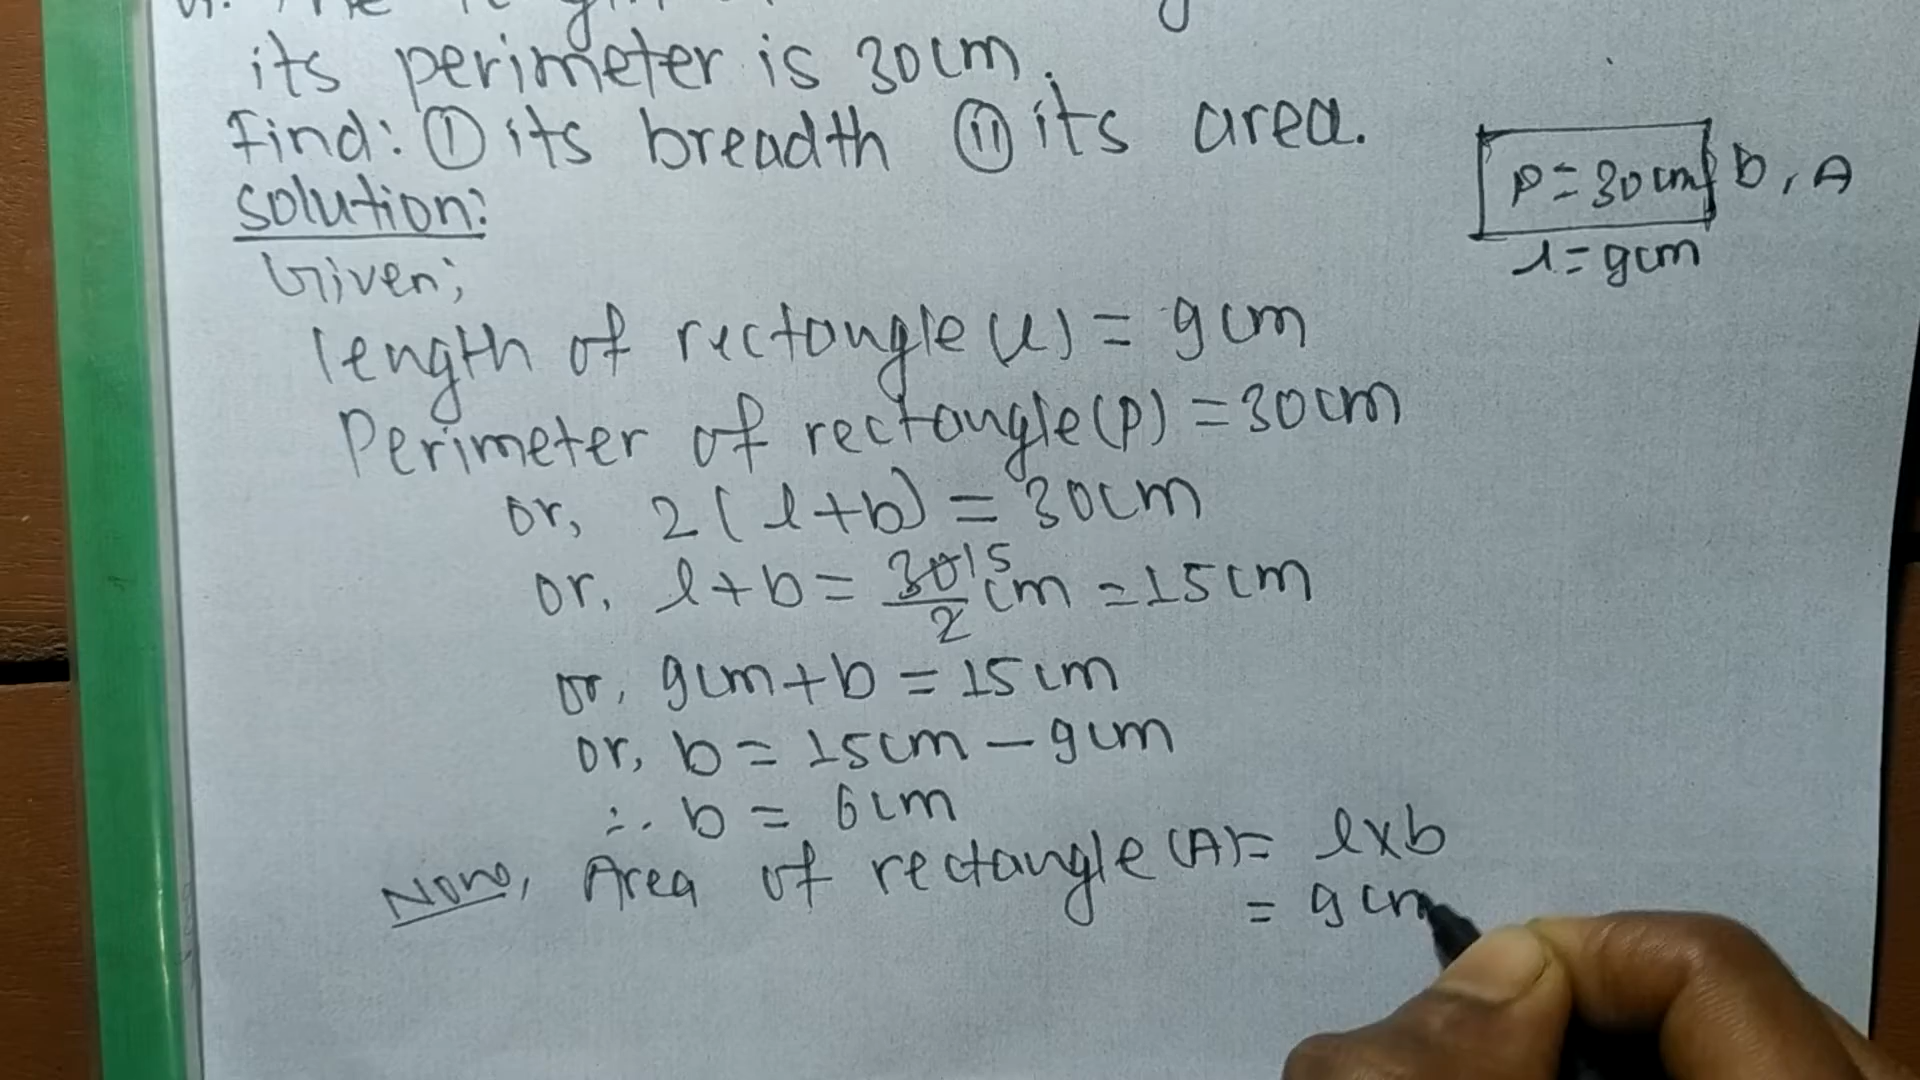 its perimeter is 30cm.
Find: (i) its breadth (ii) its area.
Solution:
P = 30cm b, A
l = 9cm
Given;
length of rectangle (l) = 9cm
Perimeter of rectangle (P) = 30cm
or, 2(l+b) = 30cm
or, l+b = 30/2 15 cm = 15cm
or, 9cm + b = 15cm
or, b = 15cm - 9cm
∴ b = 6cm
Now, Area of rectangle (A) = l×b
= 9cm